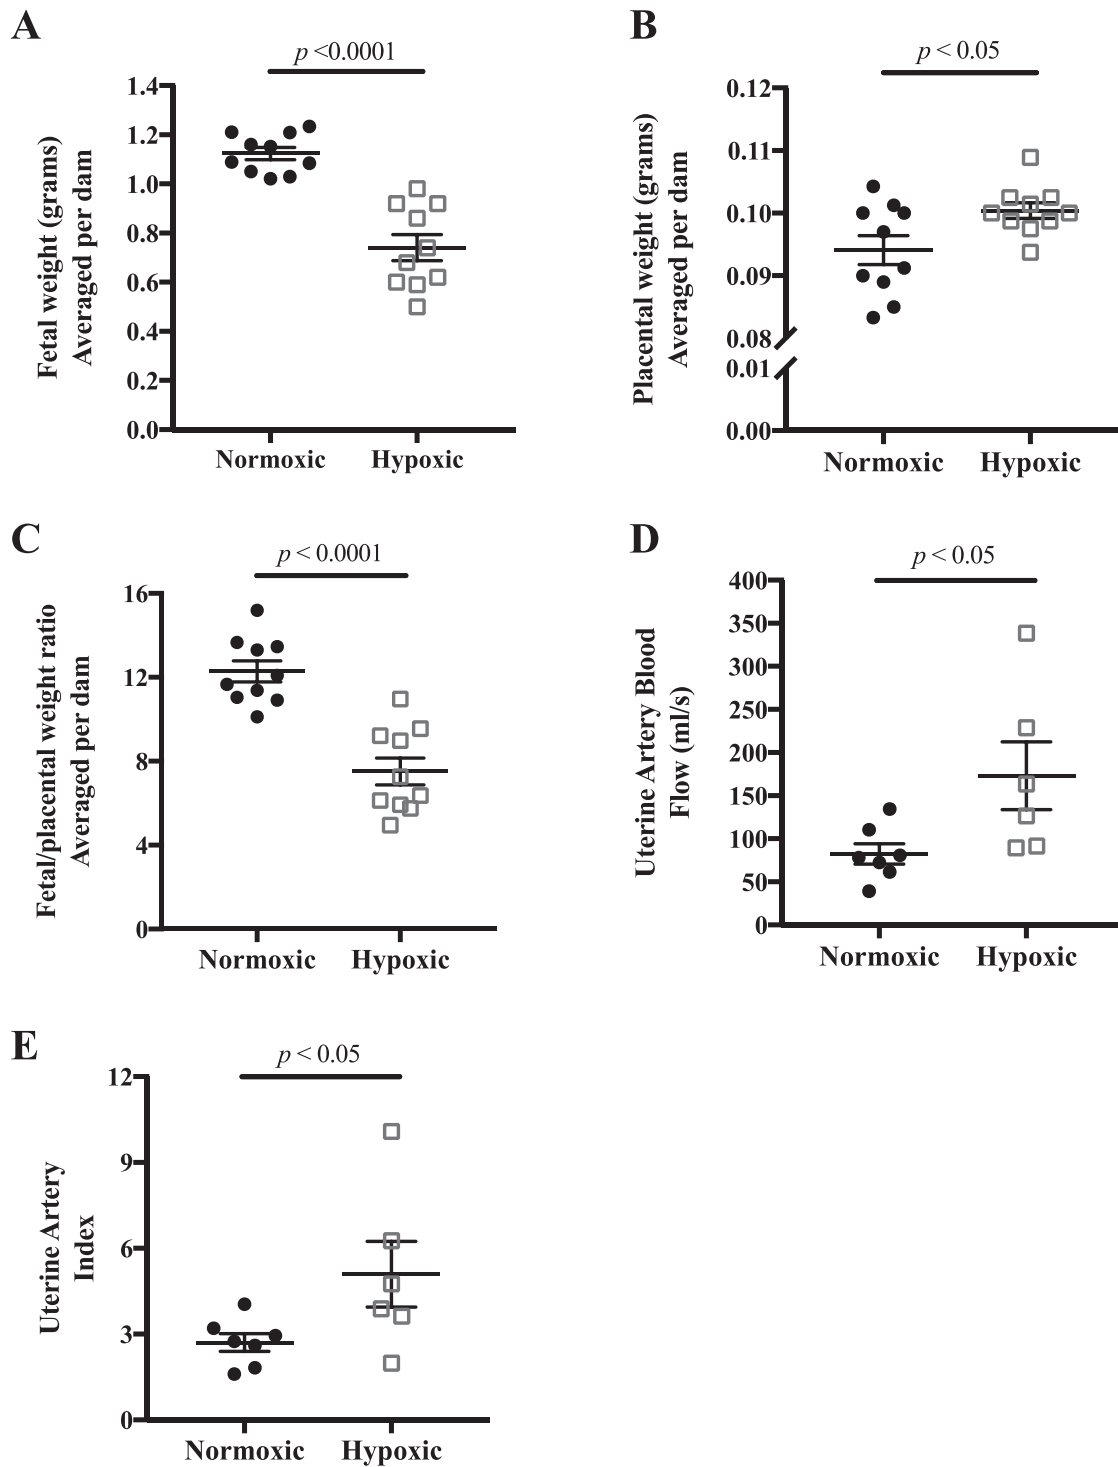 A
p <0.0001
Fetal weight (grams)
Averaged per dam
1.4
1.2
1.0
0.8
0.6
0.4
0.2
0.0
Normoxic Hypoxic
B
p < 0.05
Placental weight (grams)
Averaged per dam
0.12
0.11
0.10
0.09
0.08
0.01
0.00
Normoxic Hypoxic
C
p < 0.0001
Fetal/placental weight ratio
Averaged per dam
16
12
8
4
0
Normoxic Hypoxic
D
p < 0.05
Uterine Artery Blood
Flow (ml/s)
400
350
300
250
200
150
100
50
0
Normoxic Hypoxic
E
p < 0.05
Uterine Artery
Index
12
9
6
3
0
Normoxic Hypoxic